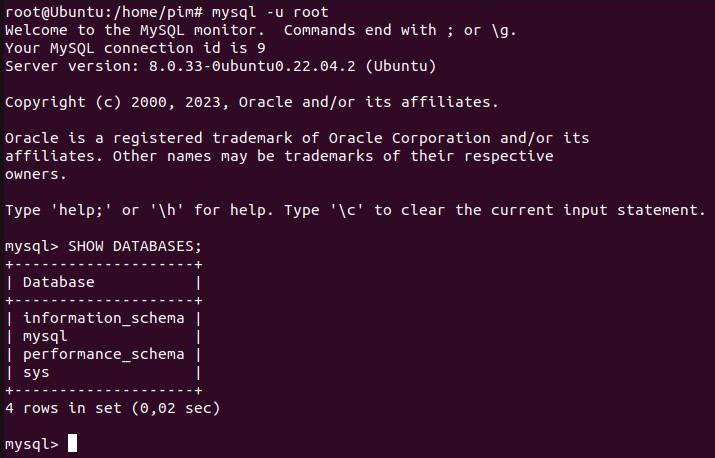 root@Ubuntu:/home/pim# mysql -u root
Welcome to the MySQL monitor.  Commands end with ; or \g.
Your MySQL connection id is 9
Server version: 8.0.33-0ubuntu0.22.04.2 (Ubuntu)

Copyright (c) 2000, 2023, Oracle and/or its affiliates.

Oracle is a registered trademark of Oracle Corporation and/or its
affiliates. Other names may be trademarks of their respective
owners.

Type 'help;' or '\h' for help. Type '\c' to clear the current input statement.

mysql> SHOW DATABASES;
+--------------------+
| Database           |
+--------------------+
| information_schema |
| mysql              |
| performance_schema |
| sys                |
+--------------------+
4 rows in set (0,02 sec)

mysql>